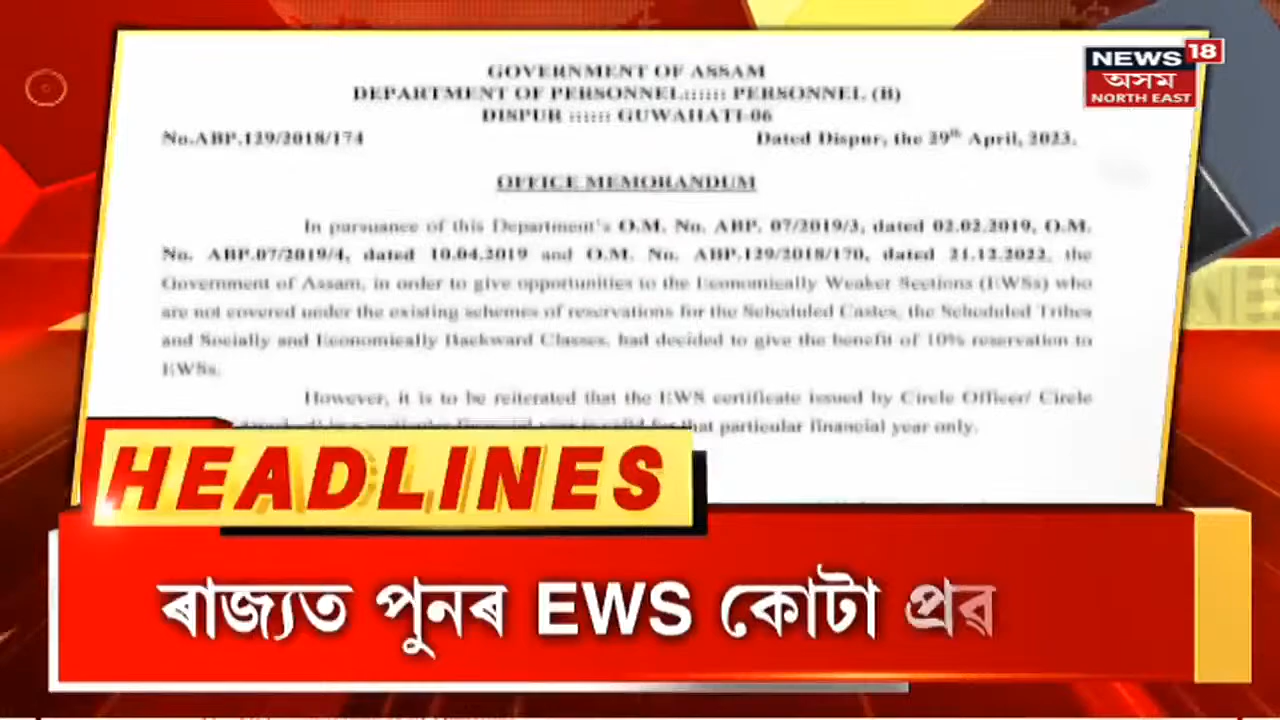 NEWS 18
অসম
NORTH EAST
GOVERNMENT OF ASSAM
DEPARTMENT OF PERSONNEL:::::: PERSONNEL (B)
DISPUR :::::: GUWAHATI-06
No.ABP.129/2018/174 Dated Dispur, the 29th April, 2023.
OFFICE MEMORANDUM
In pursuance of this Department's O.M. No. ABP. 07/2019/3, dated 02.02.2019, O.M.
No. ABP.07/2019/4, dated 10.04.2019 and O.M. No. ABP.129/2018/170, dated 21.12.2022, the
Government of Assam, in order to give opportunities to the Economically Weaker Sections (EWSs) who
are not covered under the existing schemes of reservations for the Scheduled Castes, the Scheduled Tribes
and Socially and Economically Backward Classes, had decided to give the benefit of 10% reservation to
EWSs.
However, it is to be reiterated that the EWS certificate issued by Circle Officer/ Circle
that particular financial year only.
HEADLINES
ৰাজ্যত পুনৰ EWS কোটা প্ৰৱ